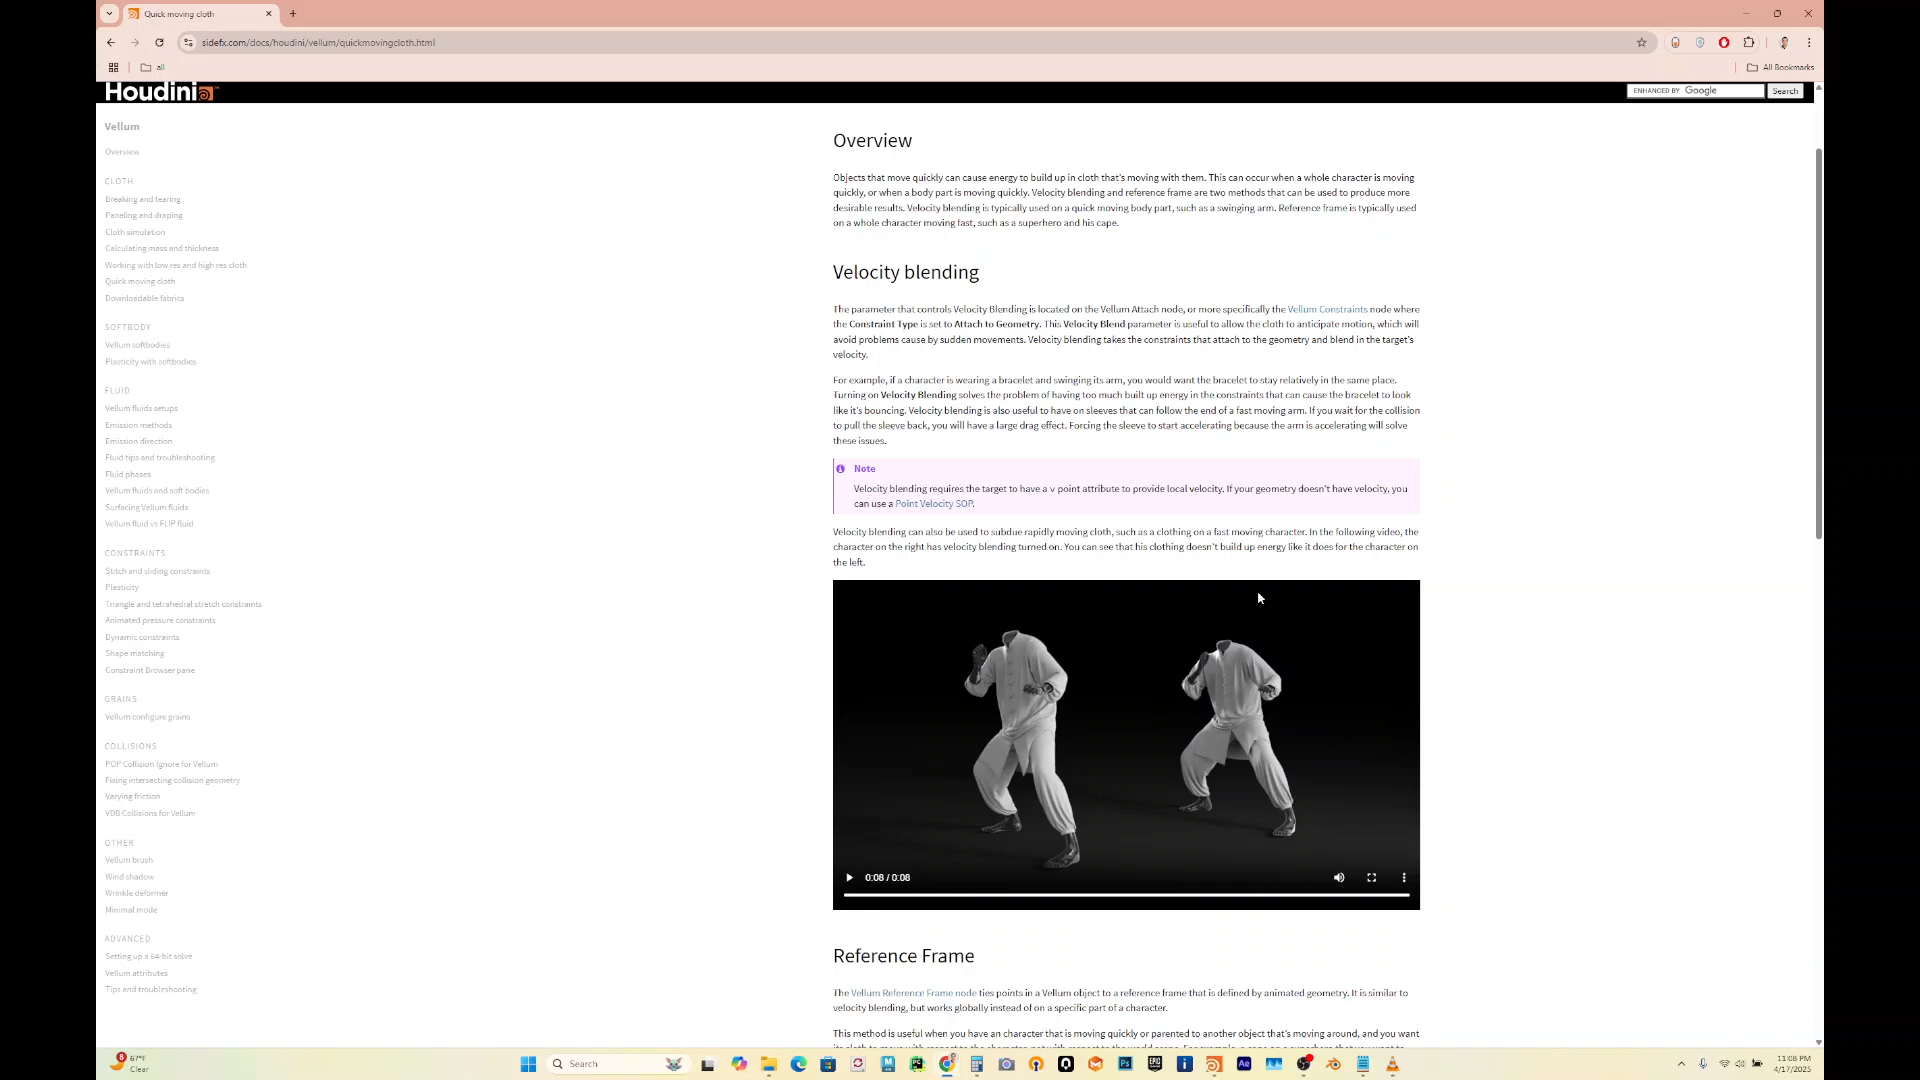 Quick moving cloth
sidefx.com/docs/houdini/vellum/quickmovingcloth.html
all
All Bookmarks
Houdini
ENHANCED BY Google
Search
Vellum
Overview
CLOTH
Breaking and tearing
Paneling and draping
Cloth simulation
Calculating mass and thickness
Working with low res and high res cloth
Quick moving cloth
Downloadable fabrics
SOFTBODY
Vellum softbodies
Plasticity with softbodies
FLUID
Vellum fluids setups
Emission methods
Emission direction
Fluid tips and troubleshooting
Fluid phases
Vellum fluids and soft bodies
Surfacing Vellum fluids
Vellum fluid vs FLIP fluid
CONSTRAINTS
Stitch and sliding constraints
Plasticity
Triangle and tetrahedral stretch constraints
Animated pressure constraints
Dynamic constraints
Shape matching
Constraint Browser pane
GRAINS
Vellum configure grains
COLLISIONS
POP Collision Ignore for Vellum
Fixing intersecting collision geometry
Varying friction
VDB Collisions for Vellum
OTHER
Vellum brush
Wind shadow
Wrinkle deformer
Minimal mode
ADVANCED
Setting up a 64-bit solve
Vellum attributes
Tips and troubleshooting
Overview
Objects that move quickly can cause energy to build up in cloth that's moving with them. This can occur when a whole character is moving
quickly, or when a body part is moving quickly. Velocity blending and reference frame are two methods that can be used to produce more
desirable results. Velocity blending is typically used on a quick moving body part, such as a swinging arm. Reference frame is typically used
on a whole character moving fast, such as a superhero and his cape.
Velocity blending
The parameter that controls Velocity Blending is located on the Vellum Attach node, or more specifically the Vellum Constraints node where
the Constraint Type is set to Attach to Geometry. This Velocity Blend parameter is useful to allow the cloth to anticipate motion, which will
avoid problems cause by sudden movements. Velocity blending takes the constraints that attach to the geometry and blend in the target's
velocity.
For example, if a character is wearing a bracelet and swinging its arm, you would want the bracelet to stay relatively in the same place.
Turning on Velocity Blending solves the problem of having too much built up energy in the constraints that can cause the bracelet to look
like it's bouncing. Velocity blending is also useful to have on sleeves that can follow the end of a fast moving arm. If you wait for the collision
to pull the sleeve back, you will have a large drag effect. Forcing the sleeve to start accelerating because the arm is accelerating will solve
these issues.
Note
Velocity blending requires the target to have a v point attribute to provide local velocity. If your geometry doesn't have velocity, you
can use a Point Velocity SOP.
Velocity blending can also be used to subdue rapidly moving cloth, such as a clothing on a fast moving character. In the following video, the
character on the right has velocity blending turned on. You can see that his clothing doesn't build up energy like it does for the character on
the left.
0:08 / 0:08
Reference Frame
The Vellum Reference Frame node ties points in a Vellum object to a reference frame that is defined by animated geometry. It is similar to
velocity blending, but works globally instead of on a specific part of a character.
This method is useful when you have an character that is moving quickly or parented to another object that's moving around, and you want
8
67°F
Clear
Search
11:08 PM
4/17/2025